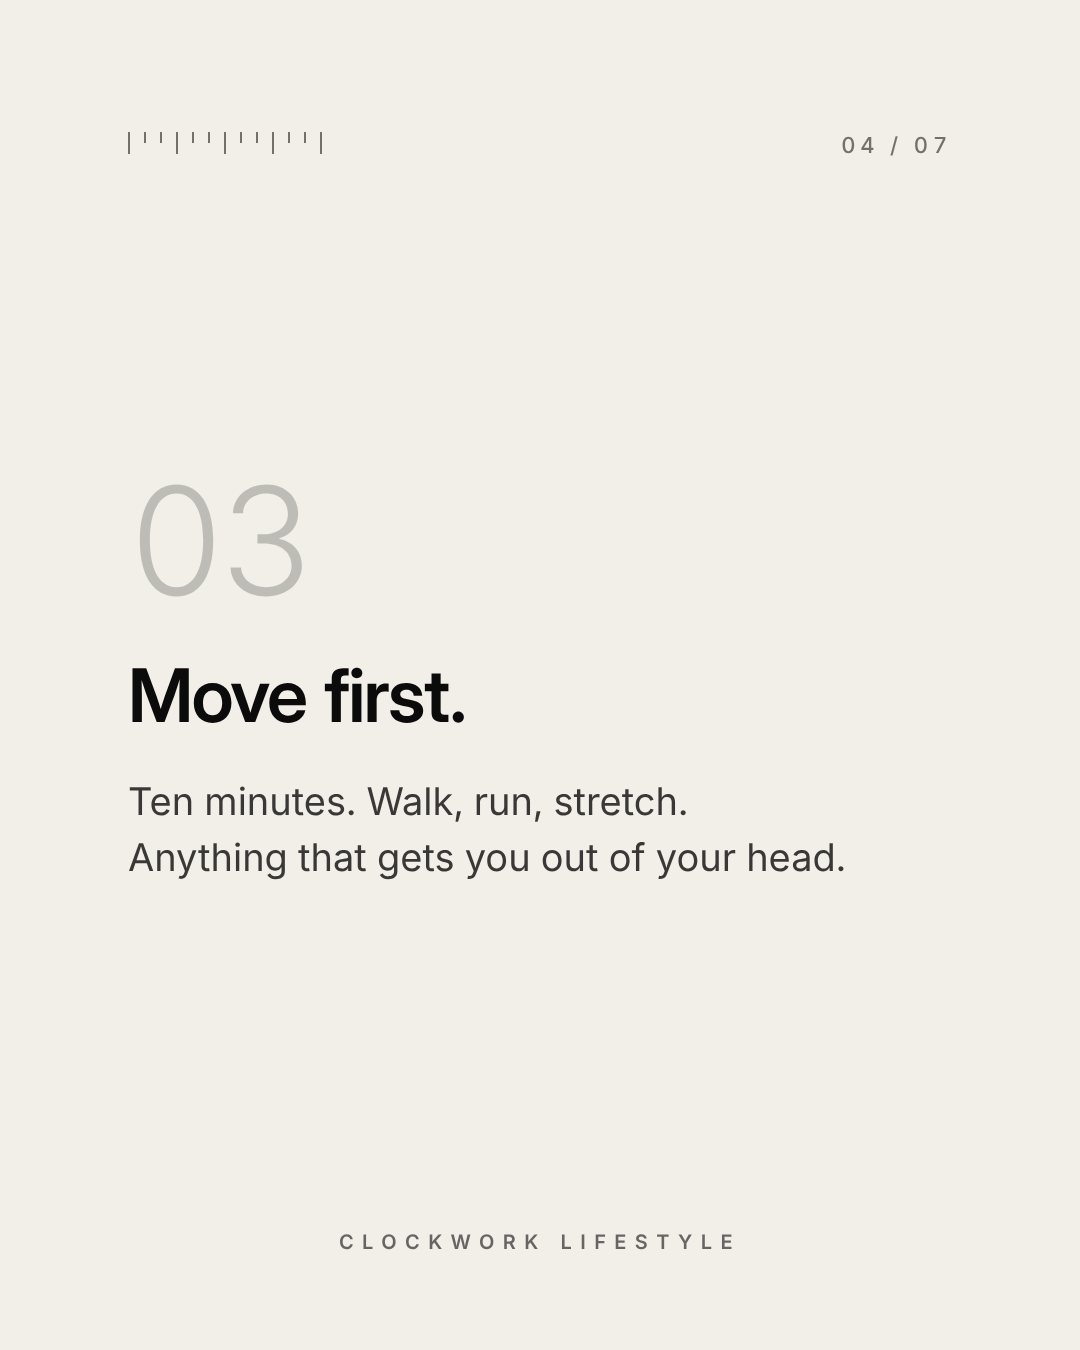 04 / 07
03
Move first.
Ten minutes. Walk, run, stretch.
Anything that gets you out of your head.
CLOCKWORK LIFESTYLE